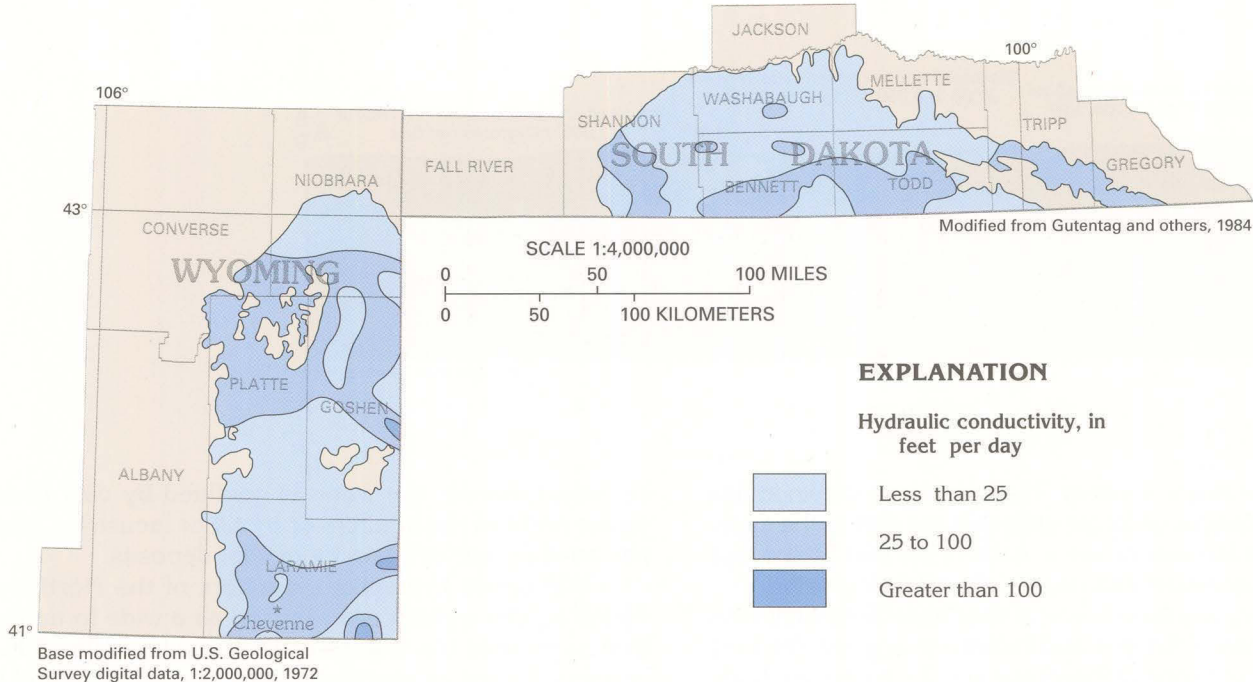 JACKSON
100°
MELLETTE
106°
WASHABAUGH
SHANNON
TRIPP
SOUTH DAKOTA
FALL RIVER
GREGORY
NIOBRARA
BENNETT
TODD
43°
CONVERSE
Modified from Gutentag and others, 1984
SCALE 1:4,000,000
WYOMING
0 50 100 MILES
0 50 100 KILOMETERS
EXPLANATION
PLATTE
GOSHEN
Hydraulic conductivity, in
feet per day
ALBANY
Less than 25
25 to 100
LARAMIE
Greater than 100
Cheyenne
41°
Base modified from U.S. Geological
Survey digital data, 1:2,000,000, 1972